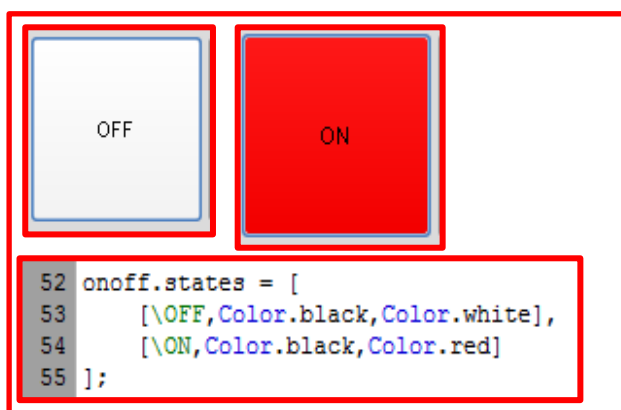 OFF
ON
52 onoff.states = [
53     [\OFF,Color.black,Color.white],
54     [\ON,Color.black,Color.red]
55 ];